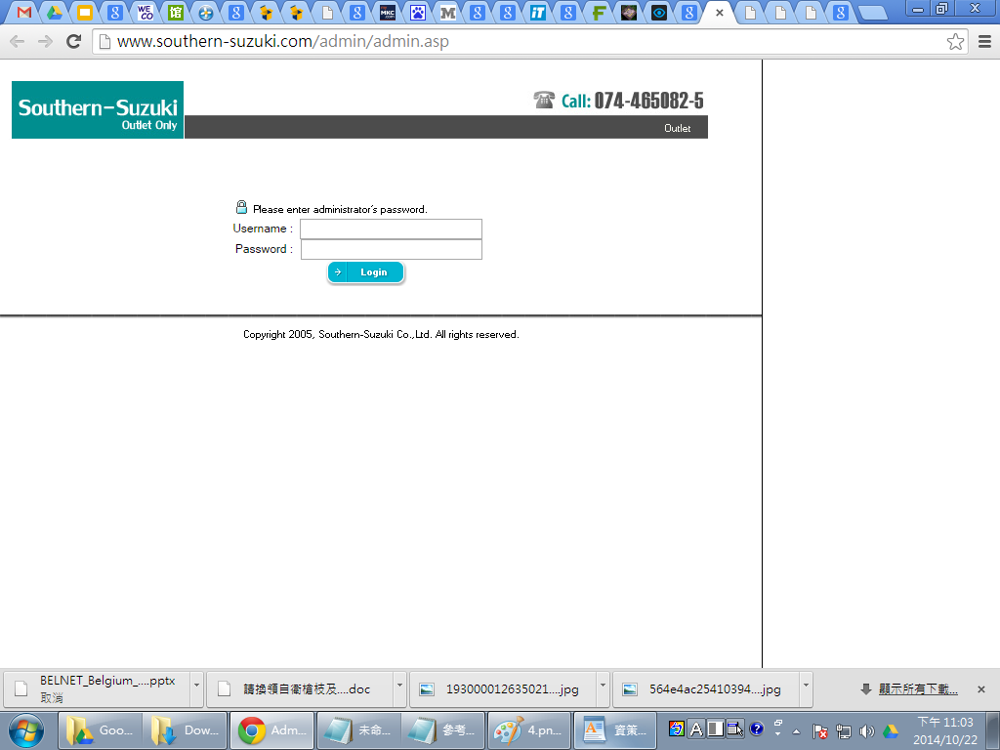 www.southern-suzuki.com/admin/admin.asp
Southern-Suzuki
Outlet Only
Call: 074-465082-5
Outlet
Please enter administrator's password.
Username :
Password :
Login
Copyright 2005, Southern-Suzuki Co.,Ltd. All rights reserved.
BELNET_Belgium_....pptx
取消
請換領自衛槍枝及....doc
193000012635021....jpg
564e4ac25410394....jpg
顯示所有下載...
Goo...
Dow...
Adm...
未命...
參考...
4.pn...
資策...
下午 11:03
2014/10/22